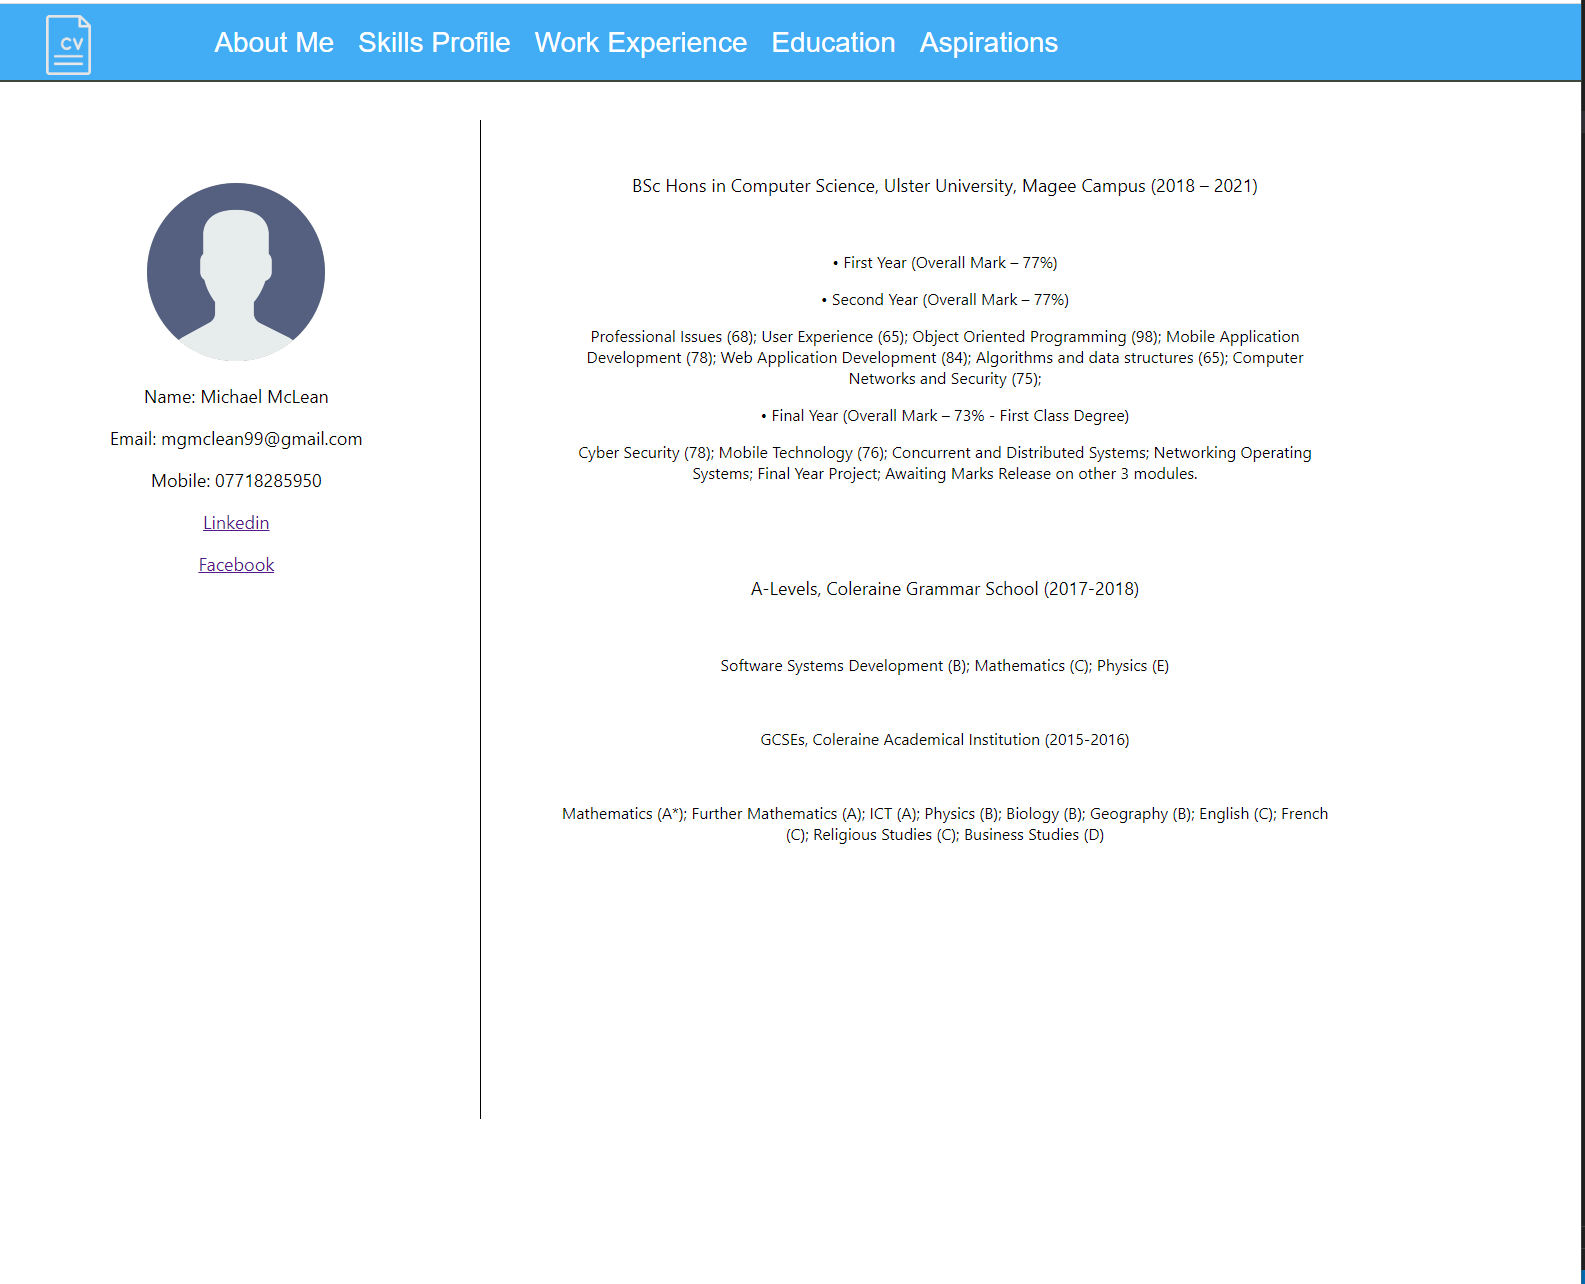 CV
About Me Skills Profile Work Experience Education Aspirations
Name: Michael McLean
Email: mgmclean99@gmail.com
Mobile: 07718285950
Linkedin
Facebook
BSc Hons in Computer Science, Ulster University, Magee Campus (2018 – 2021)
• First Year (Overall Mark – 77%)
• Second Year (Overall Mark – 77%)
Professional Issues (68); User Experience (65); Object Oriented Programming (98); Mobile Application
Development (78); Web Application Development (84); Algorithms and data structures (65); Computer
Networks and Security (75);
• Final Year (Overall Mark – 73% - First Class Degree)
Cyber Security (78); Mobile Technology (76); Concurrent and Distributed Systems; Networking Operating
Systems; Final Year Project; Awaiting Marks Release on other 3 modules.
A-Levels, Coleraine Grammar School (2017-2018)
Software Systems Development (B); Mathematics (C); Physics (E)
GCSEs, Coleraine Academical Institution (2015-2016)
Mathematics (A*); Further Mathematics (A); ICT (A); Physics (B); Biology (B); Geography (B); English (C); French
(C); Religious Studies (C); Business Studies (D)